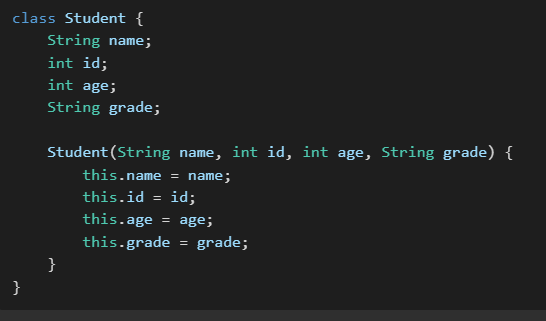 class Student {
    String name;
    int id;
    int age;
    String grade;

    Student(String name, int id, int age, String grade) {
        this.name = name;
        this.id = id;
        this.age = age;
        this.grade = grade;
    }
}